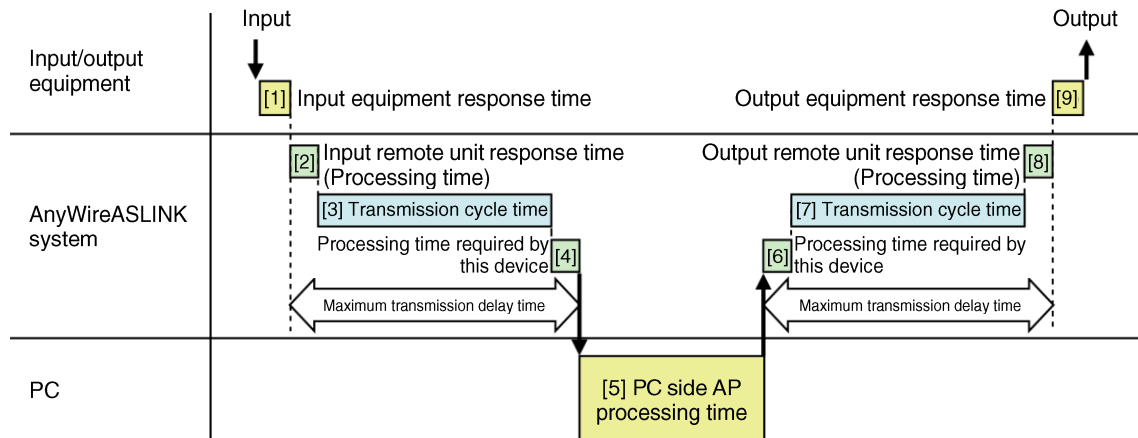 Input
Output
Input/output
equipment
[1]
Input equipment response time
Output equipment response time
[9]
AnyWireASLINK
system
[2]
Input remote unit response time
(Processing time)
Output remote unit response time
(Processing time)
[8]
[3] Transmission cycle time
[7] Transmission cycle time
Processing time required by
this device
[4]
[6]
Processing time required by
this device
Maximum transmission delay time
Maximum transmission delay time
PC
[5] PC side AP
processing time